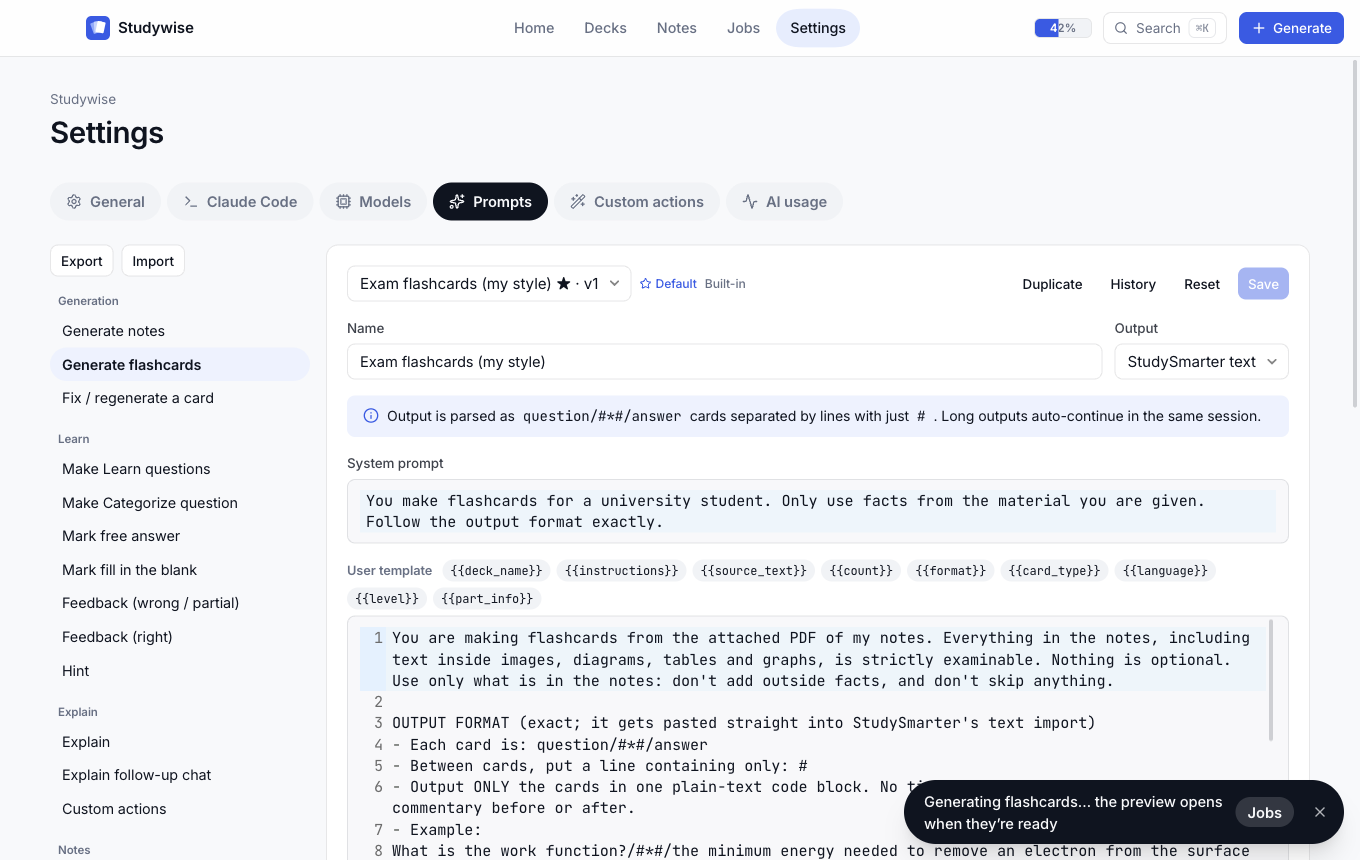 Studywise
Home
Decks
Notes
Jobs
Settings
42%
Search ⌘K
Generate
Studywise
Settings
General
Claude Code
Models
Prompts
Custom actions
AI usage
Export
Import
Generation
Generate notes
Generate flashcards
Fix / regenerate a card
Learn
Make Learn questions
Make Categorize question
Mark free answer
Mark fill in the blank
Feedback (wrong / partial)
Feedback (right)
Hint
Explain
Explain
Explain follow-up chat
Custom actions
Notes
Exam flashcards (my style) ★ · v1
Default
Built-in
Duplicate
History
Reset
Save
Name
Exam flashcards (my style)
Output
StudySmarter text
Output is parsed as question/#*#/answer cards separated by lines with just # . Long outputs auto-continue in the same session.
System prompt
You make flashcards for a university student. Only use facts from the material you are given.
Follow the output format exactly.
User template {{deck_name}} {{instructions}} {{source_text}} {{count}} {{format}} {{card_type}} {{language}}
{{level}} {{part_info}}
1 You are making flashcards from the attached PDF of my notes. Everything in the notes, including
text inside images, diagrams, tables and graphs, is strictly examinable. Nothing is optional.
Use only what is in the notes: don't add outside facts, and don't skip anything.
2
3 OUTPUT FORMAT (exact; it gets pasted straight into StudySmarter's text import)
4 - Each card is: question/#*#/answer
5 - Between cards, put a line containing only: #
6 - Output ONLY the cards in one plain-text code block. No
commentary before or after.
7 - Example:
8 What is the work function?/#*#/the minimum energy needed to remove an electron from the surface
Generating flashcards… the preview opens
when they’re ready
Jobs